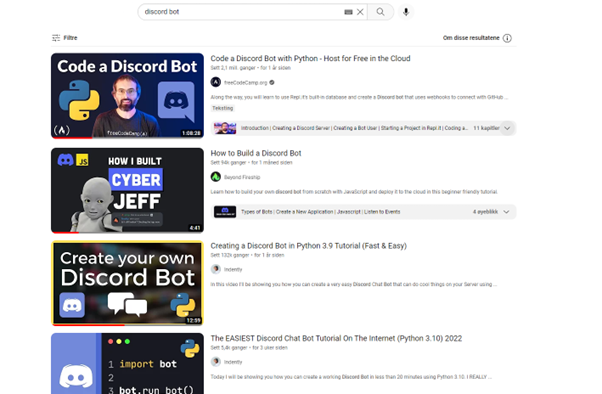 discord bot
Filtre
Om disse resultatene
Code a Discord Bot
freeCodeCamp(A)
1:08:28
Code a Discord Bot with Python - Host for Free in the Cloud
Sett 2,1 mill. ganger • for 1 år siden
freeCodeCamp.org
Along the way, you will learn to use Repl.it's built-in database and create a Discord bot that uses webhooks to connect with GitHub ...
Teksting
Introduction | Creating a Discord Server | Creating a Bot User | Starting a Project in Repl.it | Coding a...
11 kapitler
JS
HOW I BUILT
CYBER
JEFF
4:41
How to Build a Discord Bot
Sett 94k ganger • for 1 måned siden
Beyond Fireship
Learn how to build your own discord bot from scratch with JavaScript and deploy it to the cloud in this beginner friendly tutorial.
Types of Bots | Create a New Application | Javascript | Listen to Events
4 øyeblikk
Create your own
Discord Bot
12:59
Creating a Discord Bot in Python 3.9 Tutorial (Fast & Easy)
Sett 132k ganger • for 1 år siden
Indently
In this video I'll be showing you how you can create a very easy Discord Chat Bot that can do cool things on your Server using ...
1 import bot
2
3 bot.run_bot()
The EASIEST Discord Chat Bot Tutorial On The Internet (Python 3.10) 2022
Sett 5,4k ganger • for 3 uker siden
Indently
Today I will be showing you how you can create a working Discord Bot in less than 20 minutes using Python 3.10. I REALLY ...